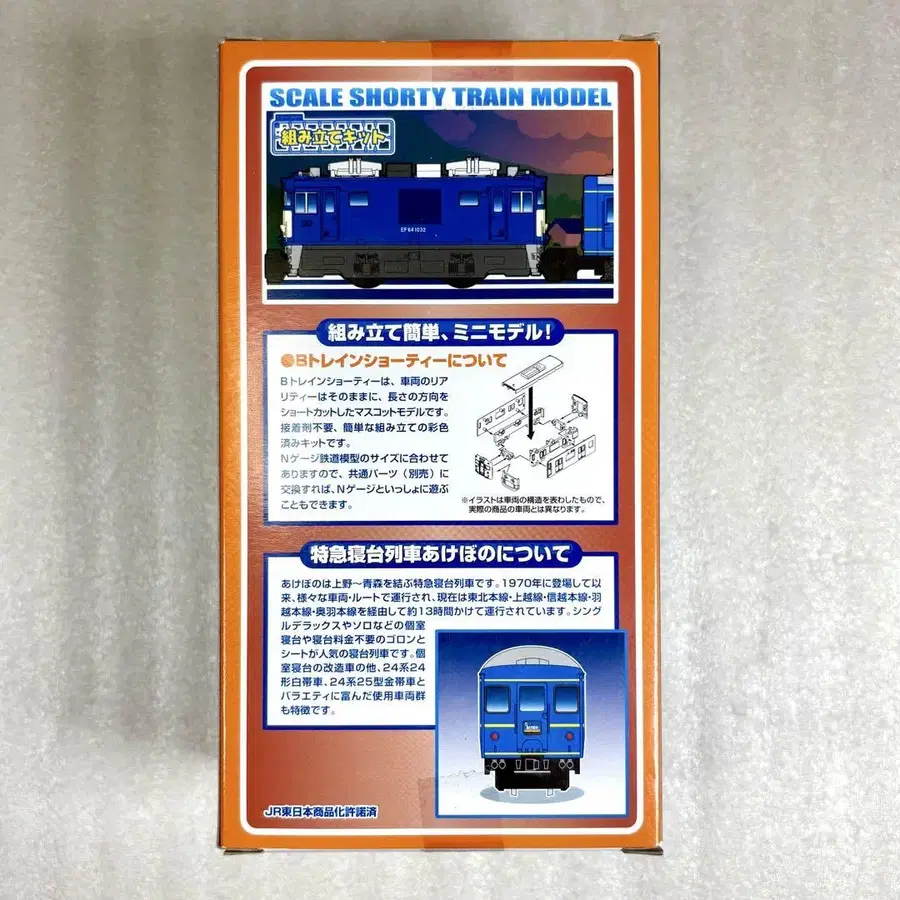 SCALE SHORTY TRAIN MODEL
組み立てキット
EF 64 1032
組み立て簡単、ミニモデル!
Bトレインショーティーについて
Bトレインショーティーは、車両のリア
リティーはそのままに、長さの方向を
ショートカットしたマスコットモデルです。
接着剤不要、簡単な組み立ての彩色
済みキットです。
Nゲージ鉄道模型のサイズに合わせて
ありますので、共通パーツ(別売)に
交換すれば、Nゲージといっしょに遊ぶ
こともできます。
※イラストは車両の構造を表わしたもので、
実際の商品の車両とは異なります。
特急寝台列車あけぼのについて
あけぼのは上野〜青森を結ぶ特急寝台列車です。1970年に登場して以
来、様々な車両・ルートで運行され、現在は東北本線・上越線・信越本線・羽
越本線・奥羽本線を経由して約13時間かけて運行されています。シング
ルデラックスやソロなどの個室
寝台や寝台料金不要のゴロンと
シートが人気の寝台列車です。個
室寝台の改造車の他、24系24
形白帯車、24系25型金帯車と
バラエティに富んだ使用車両群
も特徴です。
JR東日本商品化許諾済